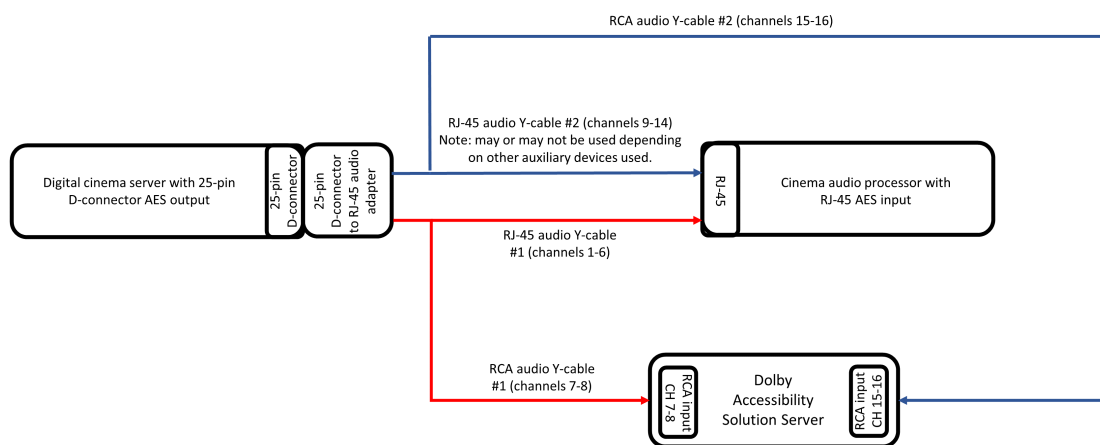 RCA audio Y-cable #2 (channels 15-16)
RJ-45 audio Y-cable #2 (channels 9-14)
Note: may or may not be used depending
on other auxiliary devices used.
Digital cinema server with 25-pin
D-connector AES output
25-pin
D-connector
25-pin
D-connector
to RJ-45 audio
adapter
RJ-45
Cinema audio processor with
RJ-45 AES input
RJ-45 audio Y-cable
#1 (channels 1-6)
RCA audio Y-cable
#1 (channels 7-8)
RCA input
CH 7-8
Dolby
Accessibility
Solution Server
RCA input
CH 15-16